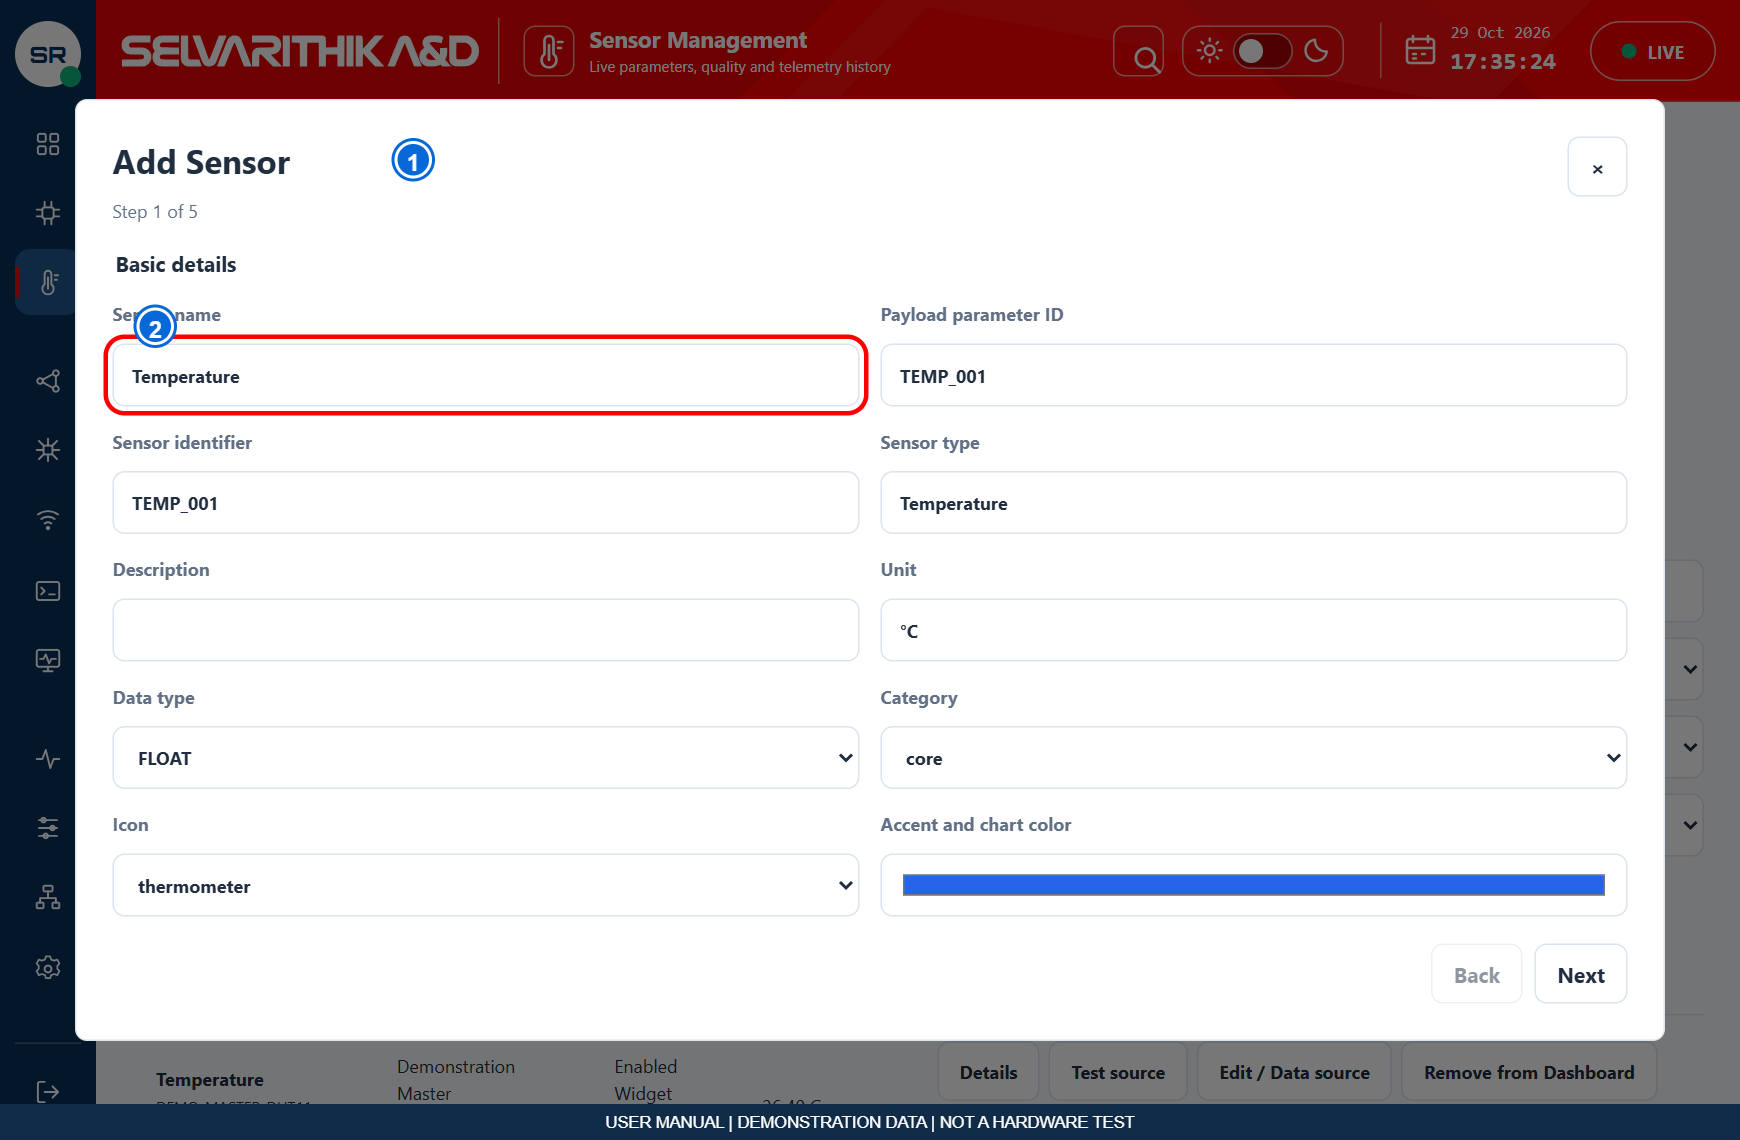 SR
SELVARITHIK A&D
Sensor Management
Live parameters, quality and telemetry history
29 Oct 2026
17:35:24
LIVE
Add Sensor
1
×
Step 1 of 5
Basic details
2
name
Payload parameter ID
Temperature
TEMP_001
Sensor identifier
Sensor type
TEMP_001
Temperature
Description
Unit
°C
Data type
Category
FLOAT
core
Icon
Accent and chart color
thermometer
Back
Next
Temperature
Demonstration
Master
Enabled
Widget
Details
Test source
Edit / Data source
Remove from Dashboard
USER MANUAL | DEMONSTRATION DATA | NOT A HARDWARE TEST